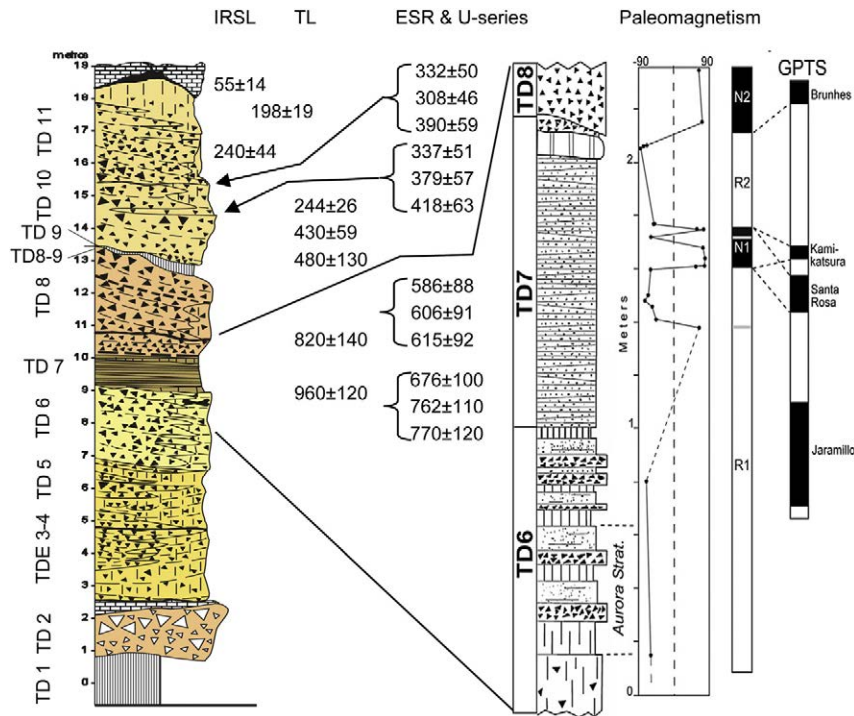 IRSL TL ESR & U-series Paleomagnetism
metros
-90 90
GPTS
19
18
17
16
15
14
13
12
11
10
9
8
7
6
5
4
3
2
1
0
TD 11
TD 10
TD 9
TD8-9
TD 8
TD 7
TD 6
TD 5
TDE 3-4
TD 2
TD 1
55±14
198±19
240±44
244±26
430±59
480±130
820±140
960±120
332±50
308±46
390±59
337±51
379±57
418±63
586±88
606±91
615±92
676±100
762±110
770±120
TD8
TD7
TD6
Aurora Strat.
2
Meters
1
0
N2
R2
N1
R1
Brunhes
Kami-
katsura
Santa
Rosa
Jaramillo